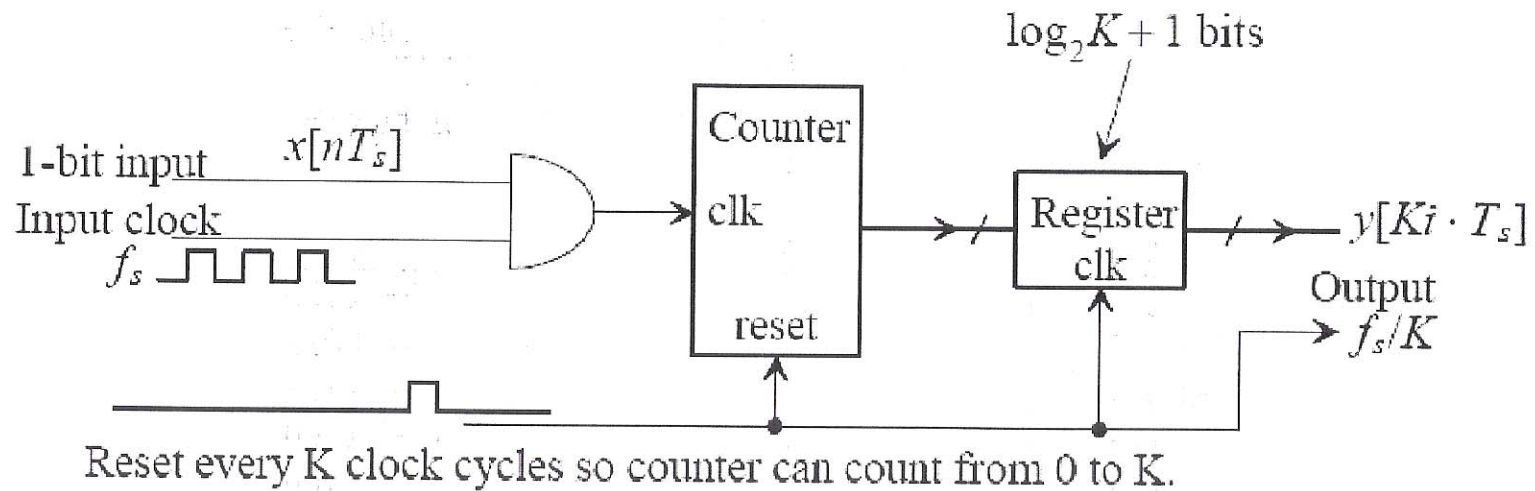 log₂K + 1 bits
1-bit input
x[nTₛ]
Input clock
fₛ
Counter
clk
reset
Register
clk
y[Ki · Tₛ]
Output
fₛ/K
Reset every K clock cycles so counter can count from 0 to K.